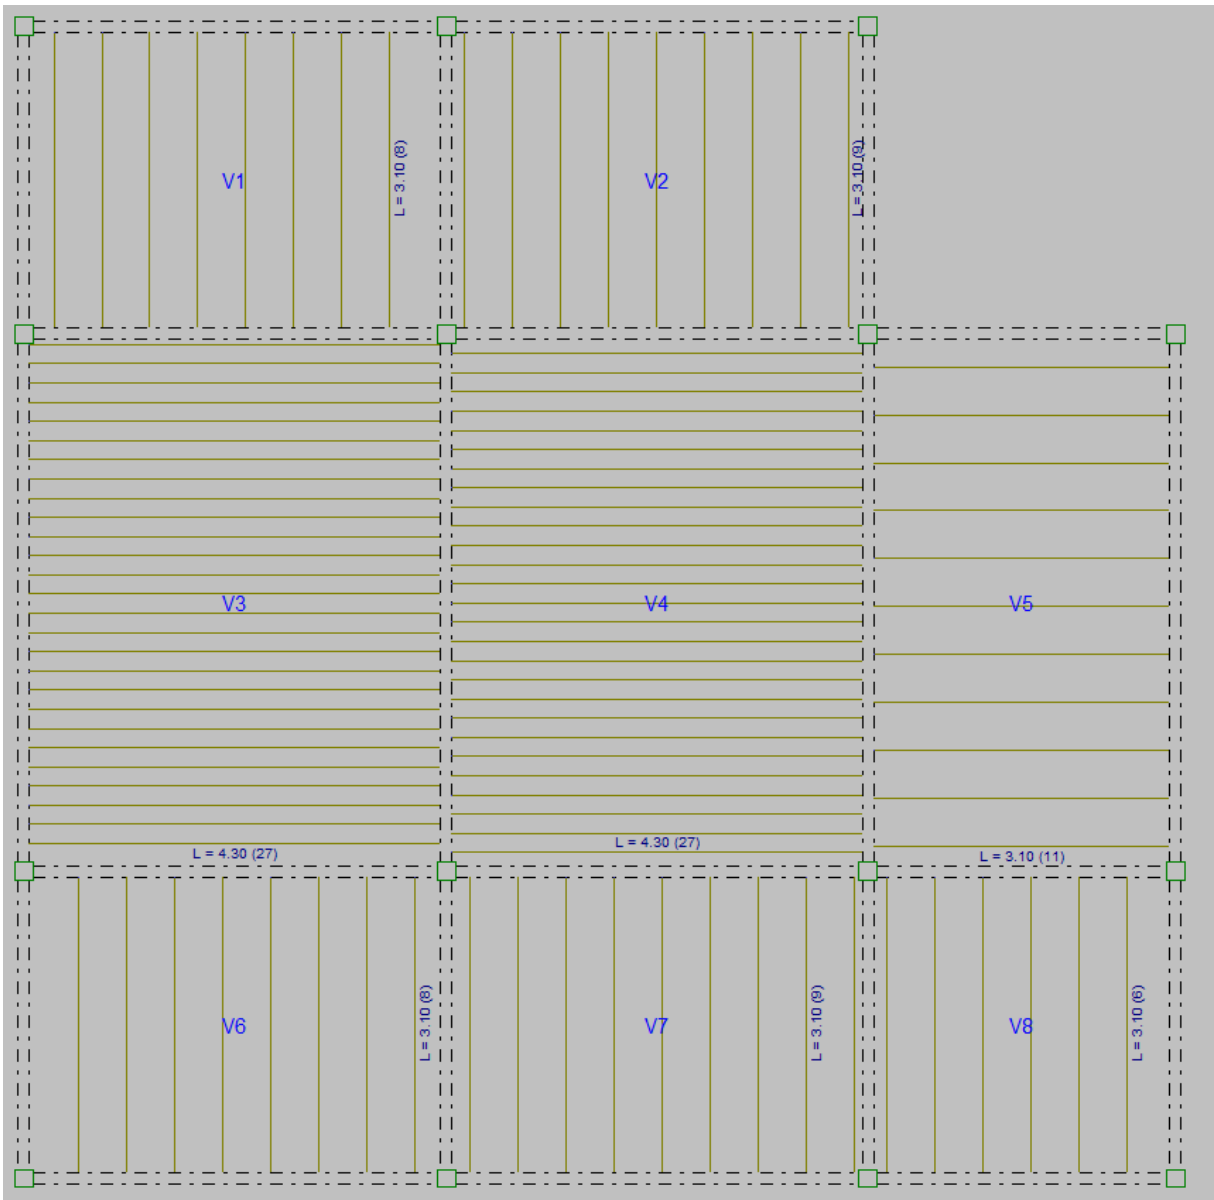 V1
L = 3.10 (8)
V2
L = 3.10 (9)
V3
L = 4.30 (27)
V4
L = 4.30 (27)
V5
L = 3.10 (11)
V6
L = 3.10 (8)
V7
L = 3.10 (9)
V8
L = 3.10 (6)